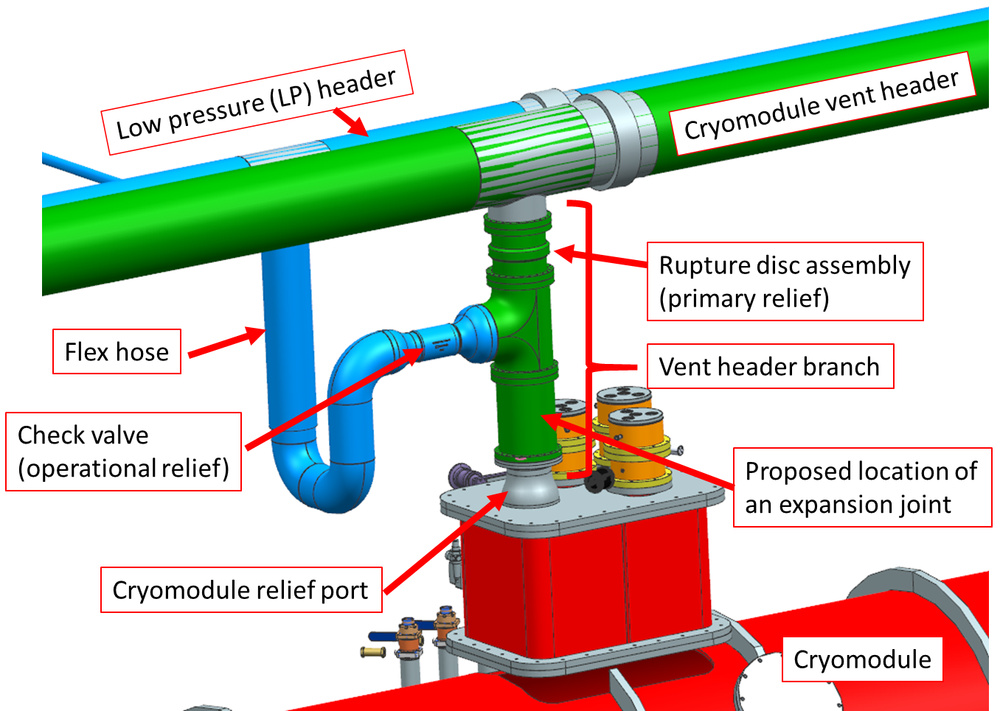 Low pressure (LP) header
Cryomodule vent header
Rupture disc assembly
(primary relief)
Flex hose
Vent header branch
Check valve
(operational relief)
Proposed location of
an expansion joint
Cryomodule relief port
Cryomodule